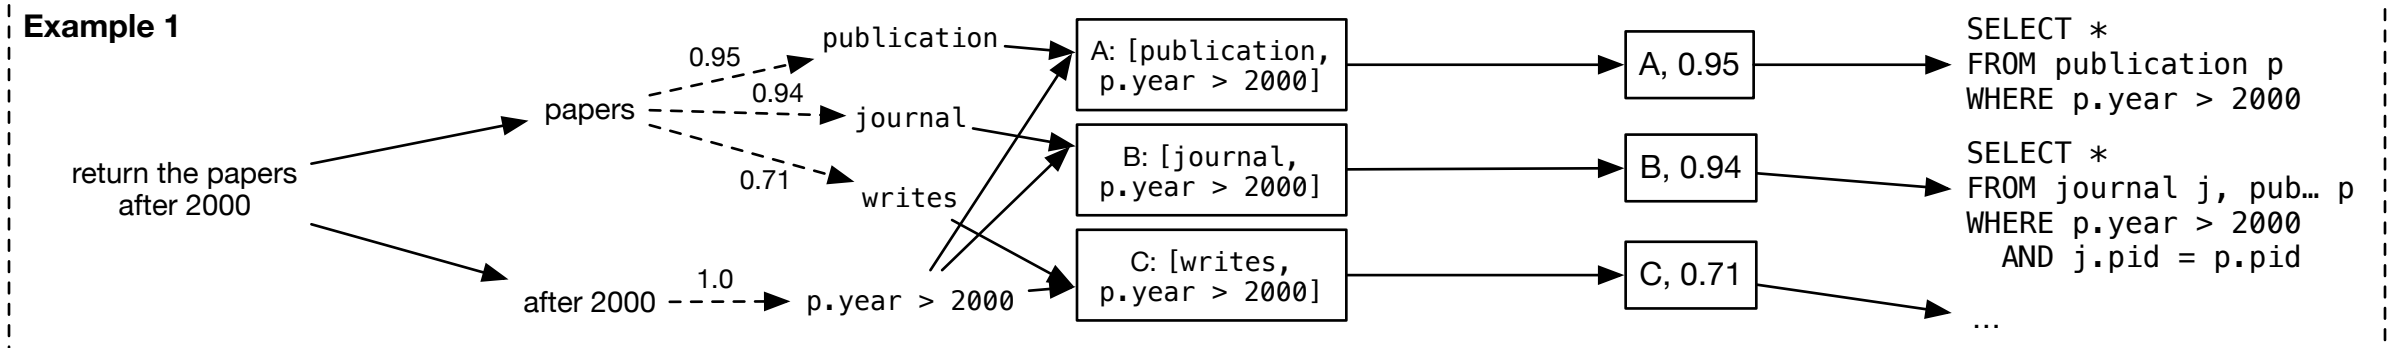 Example 1
return the papers
after 2000
papers
after 2000
0.95
0.94
0.71
1.0
publication
journal
writes
p.year > 2000
A: [publication,
p.year > 2000]
B: [journal,
p.year > 2000]
C: [writes,
p.year > 2000]
A, 0.95
B, 0.94
C, 0.71
SELECT *
FROM publication p
WHERE p.year > 2000
SELECT *
FROM journal j, pub… p
WHERE p.year > 2000
AND j.pid = p.pid
...